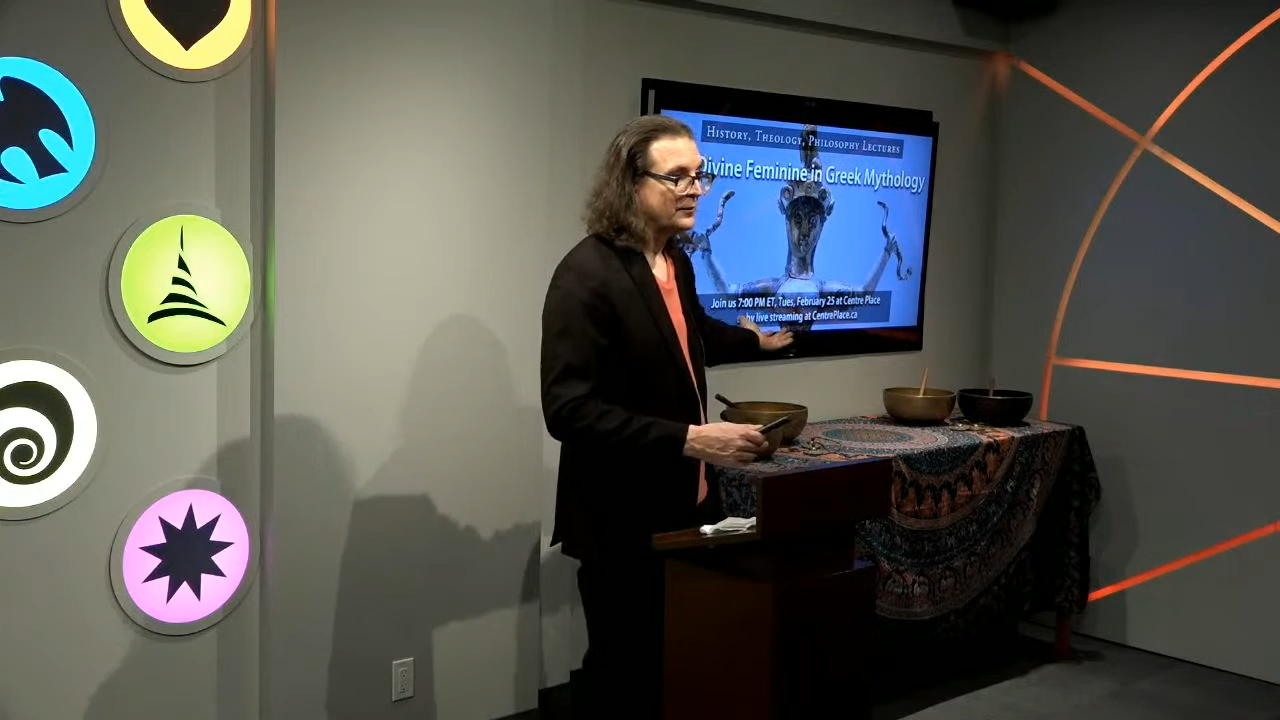 History, Theology, Philosophy Lectures
Divine Feminine in Greek Mythology
Join us 7:00 PM ET, Tues, February 25 at Centre Place
by live streaming at CentrePlace.ca